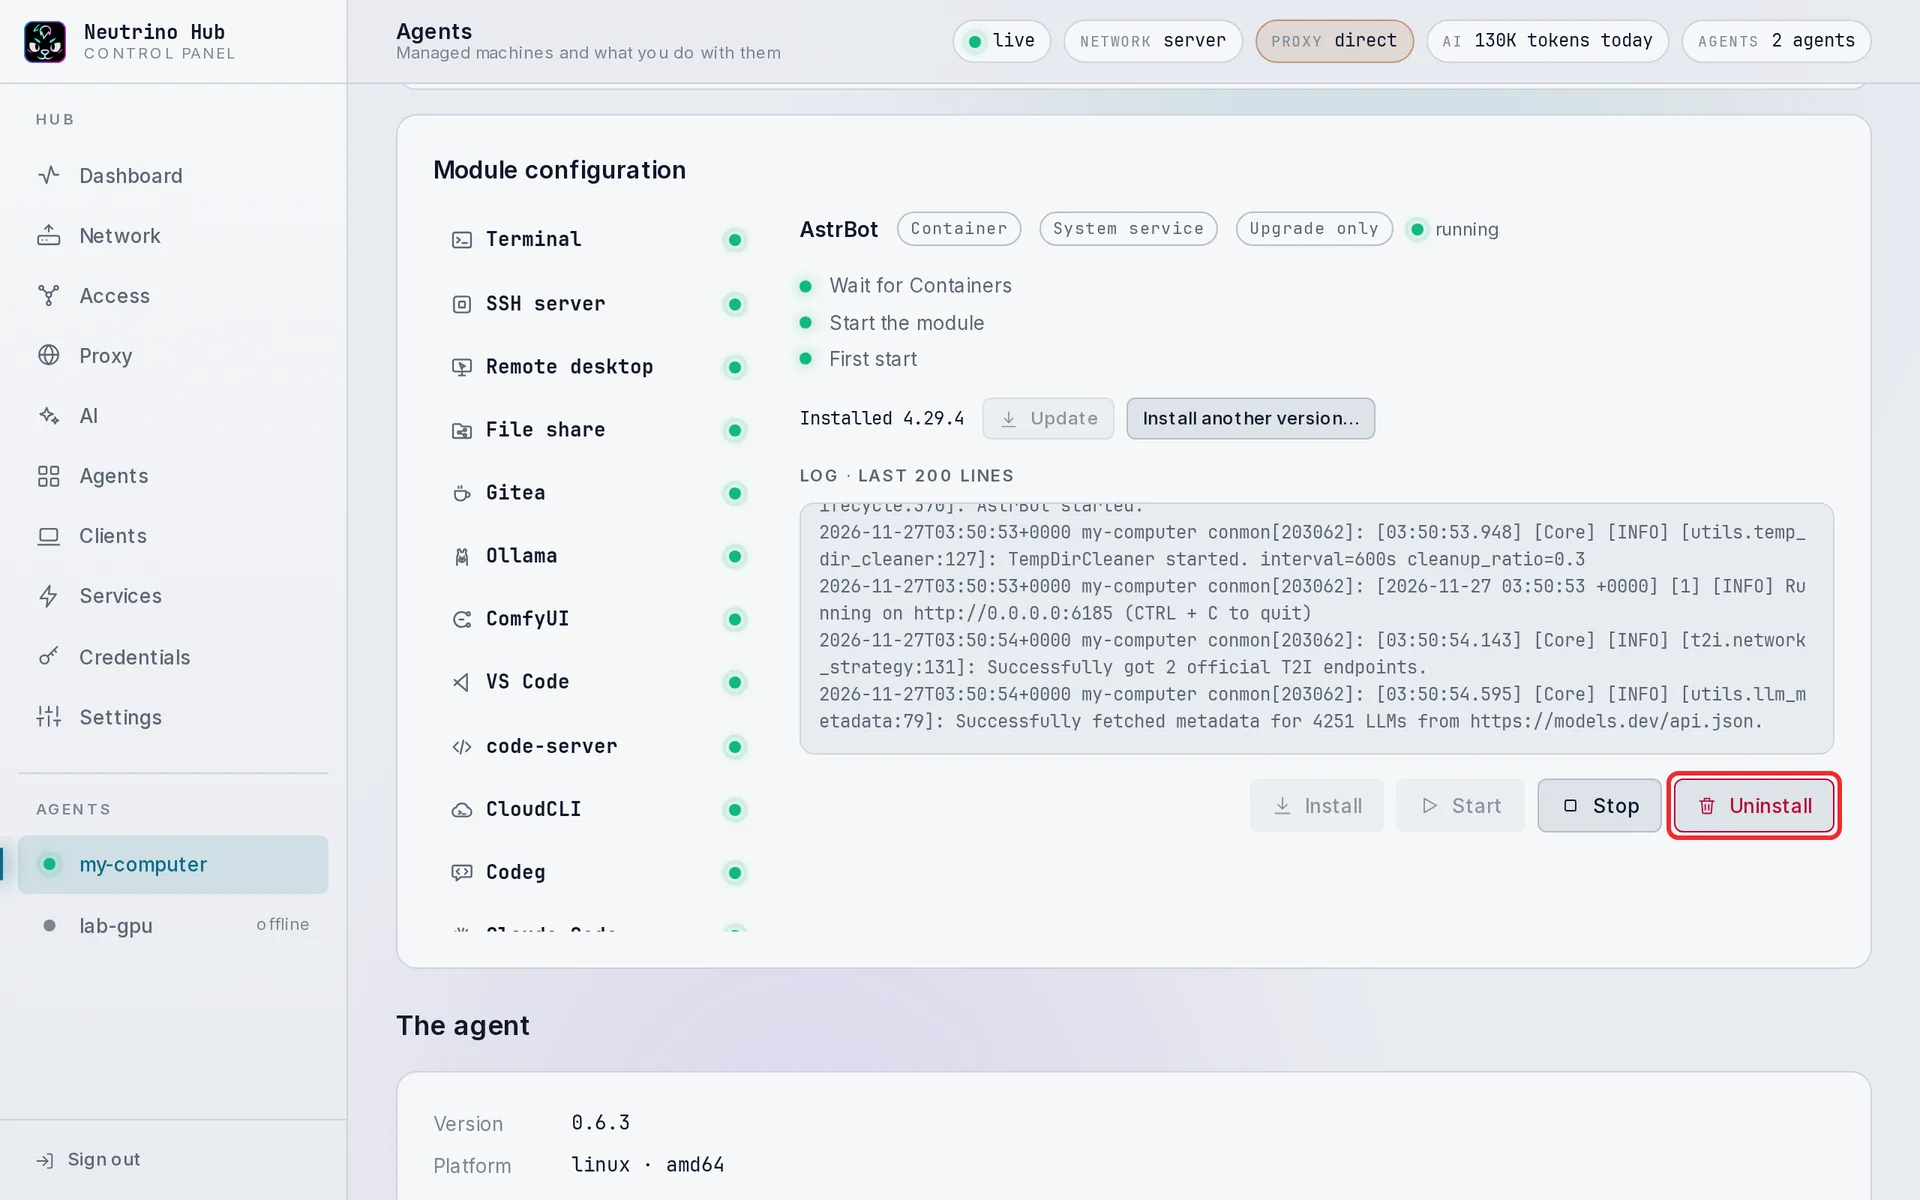 Neutrino Hub
CONTROL PANEL
Agents
Managed machines and what you do with them
live
NETWORK server
PROXY direct
AI 130K tokens today
AGENTS 2 agents
HUB
Dashboard
Network
Access
Proxy
AI
Agents
Clients
Services
Credentials
Settings
AGENTS
my-computer
lab-gpu offline
Sign out
Module configuration
Terminal
SSH server
Remote desktop
File share
Gitea
Ollama
ComfyUI
VS Code
code-server
CloudCLI
Codeg
Claude Code
AstrBot Container System service Upgrade only running
Wait for Containers
Start the module
First start
Installed 4.29.4 Update Install another version...
LOG · LAST 200 LINES
ifecycle:370]: AstrBot started.
2026-11-27T03:50:53+0000 my-computer conmon[203062]: [03:50:53.948] [Core] [INFO] [utils.temp_
dir_cleaner:127]: TempDirCleaner started. interval=600s cleanup_ratio=0.3
2026-11-27T03:50:53+0000 my-computer conmon[203062]: [2026-11-27 03:50:53 +0000] [1] [INFO] Ru
nning on http://0.0.0.0:6185 (CTRL + C to quit)
2026-11-27T03:50:54+0000 my-computer conmon[203062]: [03:50:54.143] [Core] [INFO] [t2i.network
_strategy:131]: Successfully got 2 official T2I endpoints.
2026-11-27T03:50:54+0000 my-computer conmon[203062]: [03:50:54.595] [Core] [INFO] [utils.llm_m
etadata:79]: Successfully fetched metadata for 4251 LLMs from https://models.dev/api.json.
Install Start Stop Uninstall
The agent
Version 0.6.3
Platform linux · amd64